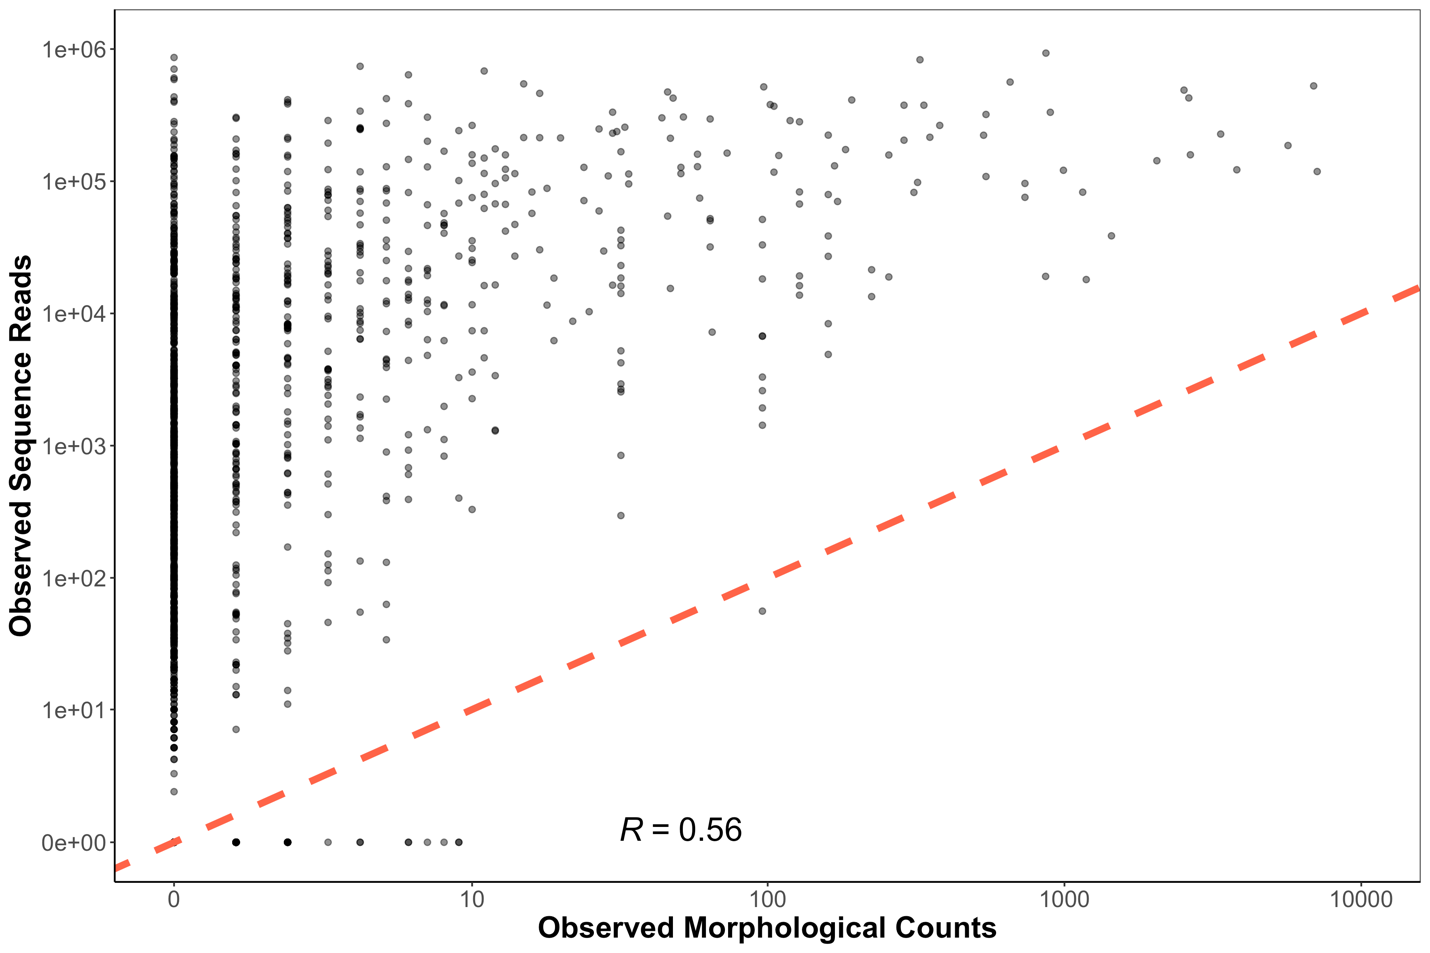 Observed Sequence Reads
1e+06
1e+05
1e+04
1e+03
1e+02
1e+01
0e+00
R = 0.56
0 10 100 1000 10000
Observed Morphological Counts